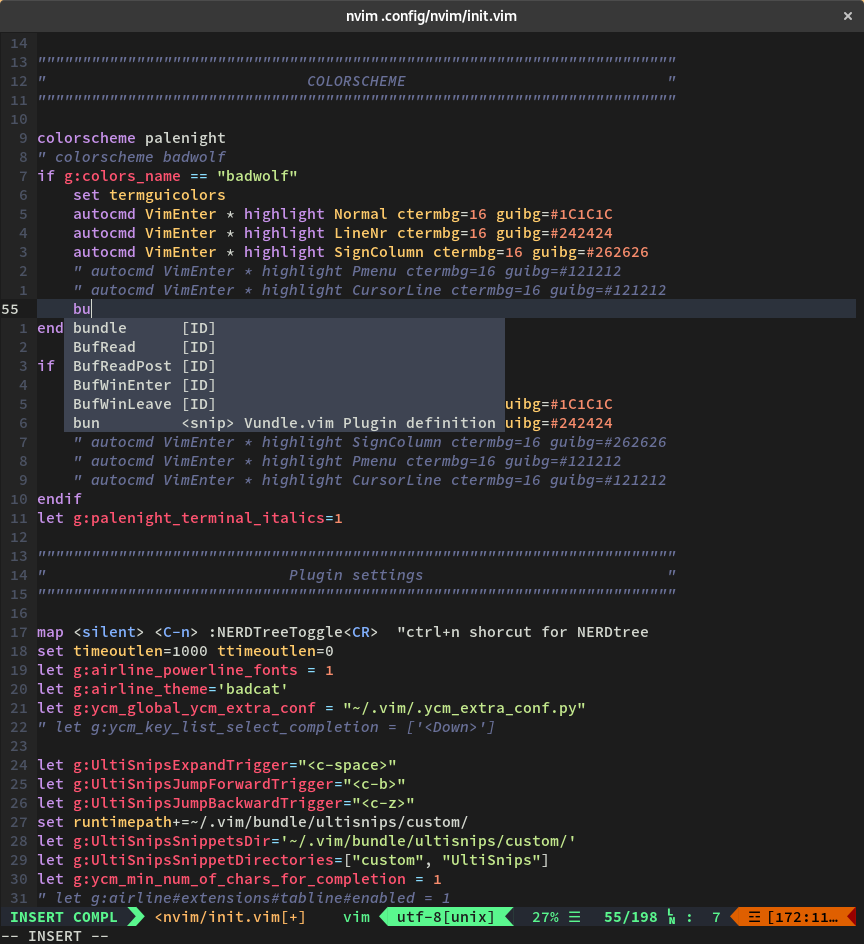 nvim .config/nvim/init.vim ×
14
13 """""""""""""""""""""""""""""""""""""""""""""""""""""""""""""""""""""""
12 "                             COLORSCHEME                             "
11 """""""""""""""""""""""""""""""""""""""""""""""""""""""""""""""""""""""
10
9 colorscheme palenight
8 " colorscheme badwolf
7 if g:colors_name == "badwolf"
6     set termguicolors
5     autocmd VimEnter * highlight Normal ctermbg=16 guibg=#1C1C1C
4     autocmd VimEnter * highlight LineNr ctermbg=16 guibg=#242424
3     autocmd VimEnter * highlight SignColumn ctermbg=16 guibg=#262626
2     " autocmd VimEnter * highlight Pmenu ctermbg=16 guibg=#121212
1     " autocmd VimEnter * highlight CursorLine ctermbg=16 guibg=#121212
55     bu
1 end bundle      [ID]
2     BufRead     [ID]
3 if  BufReadPost [ID]
4     BufWinEnter [ID]
5     BufWinLeave [ID] uibg=#1C1C1C
6     bun         <snip> Vundle.vim Plugin definition uibg=#242424
7     " autocmd VimEnter * highlight SignColumn ctermbg=16 guibg=#262626
8     " autocmd VimEnter * highlight Pmenu ctermbg=16 guibg=#121212
9     " autocmd VimEnter * highlight CursorLine ctermbg=16 guibg=#121212
10 endif
11 let g:palenight_terminal_italics=1
12
13 """""""""""""""""""""""""""""""""""""""""""""""""""""""""""""""""""""""
14 "                           Plugin settings                           "
15 """""""""""""""""""""""""""""""""""""""""""""""""""""""""""""""""""""""
16
17 map <silent> <C-n> :NERDTreeToggle<CR>  "ctrl+n shorcut for NERDtree
18 set timeoutlen=1000 ttimeoutlen=0
19 let g:airline_powerline_fonts = 1
20 let g:airline_theme='badcat'
21 let g:ycm_global_ycm_extra_conf = "~/.vim/.ycm_extra_conf.py"
22 " let g:ycm_key_list_select_completion = ['<Down>']
23
24 let g:UltiSnipsExpandTrigger="<c-space>"
25 let g:UltiSnipsJumpForwardTrigger="<c-b>"
26 let g:UltiSnipsJumpBackwardTrigger="<c-z>"
27 set runtimepath+=~/.vim/bundle/ultisnips/custom/
28 let g:UltiSnipsSnippetsDir='~/.vim/bundle/ultisnips/custom/'
29 let g:UltiSnipsSnippetDirectories=["custom", "UltiSnips"]
30 let g:ycm_min_num_of_chars_for_completion = 1
31 " let g:airline#extensions#tabline#enabled = 1
INSERT COMPL <nvim/init.vim[+] vim utf-8[unix] 27% ☰ 55/198 LN : 7 ☲ [172:11…
-- INSERT --